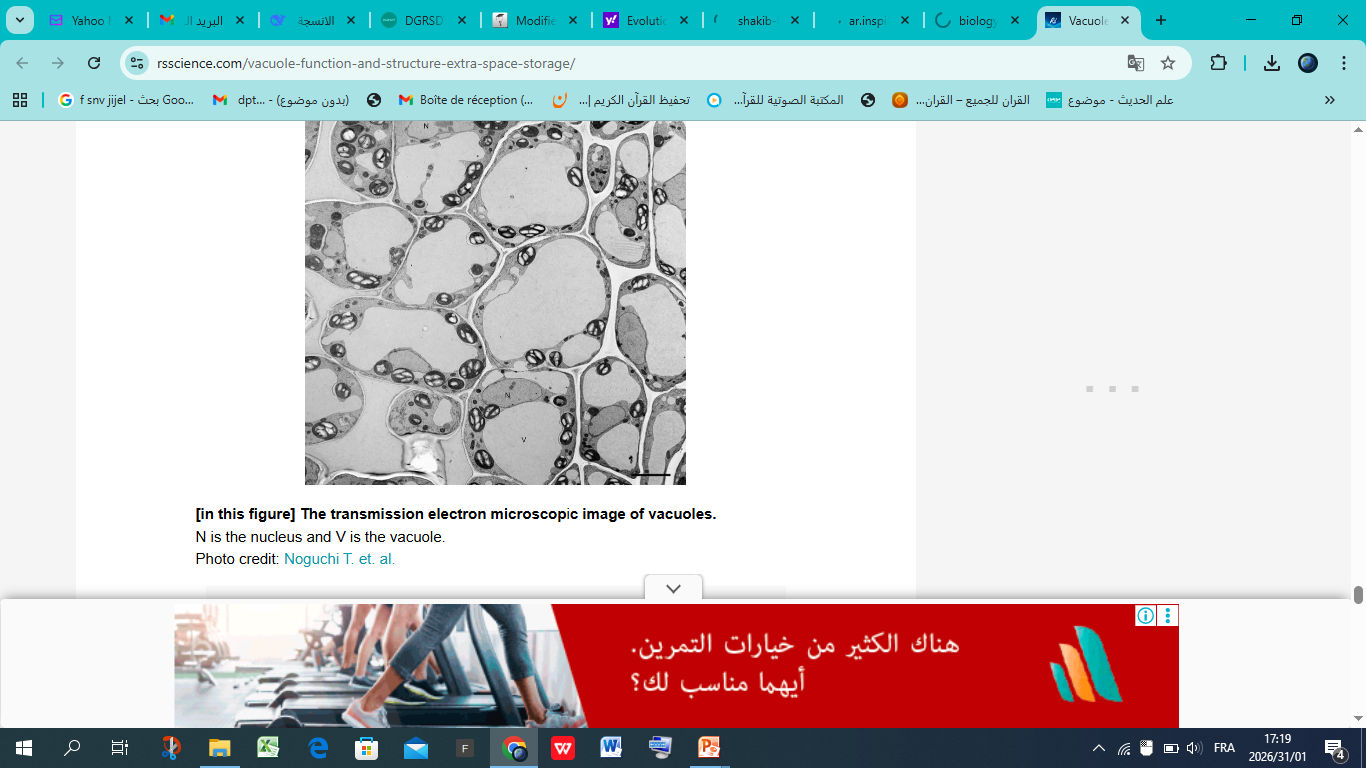 Yahoo
البريد ال
الانسجة
DGRSD
Modifie
Evoluti
shakib-
ar.inspi
biology
Vacuole
rsscience.com/vacuole-function-and-structure-extra-space-storage/
f snv jijel - بحث Goo...
dpt... - (بدون موضوع)
Boîte de réception (...
تحفيظ القرآن الكريم |...
المكتبة الصوتية للقرآ...
القران للجميع – القران...
علم الحديث - موضوع
»
N
N
V
1
[in this figure] The transmission electron microscopic image of vacuoles.
N is the nucleus and V is the vacuole.
Photo credit: Noguchi T. et. al.
هناك الكثير من خيارات التمرين.
أيهما مناسب لك؟
F
FRA
17:19
2026/31/01
4